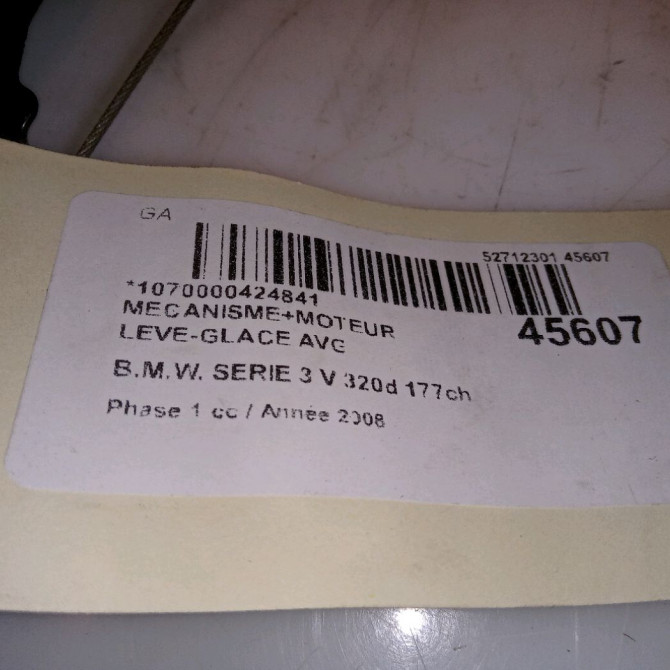 GA
52712301 45607
*1070000424841
MECANISME+MOTEUR
LEVE-GLACE AVG
45607
B.M.W. SERIE 3 V 320d 177ch
Phase 1 cc / Année 2008